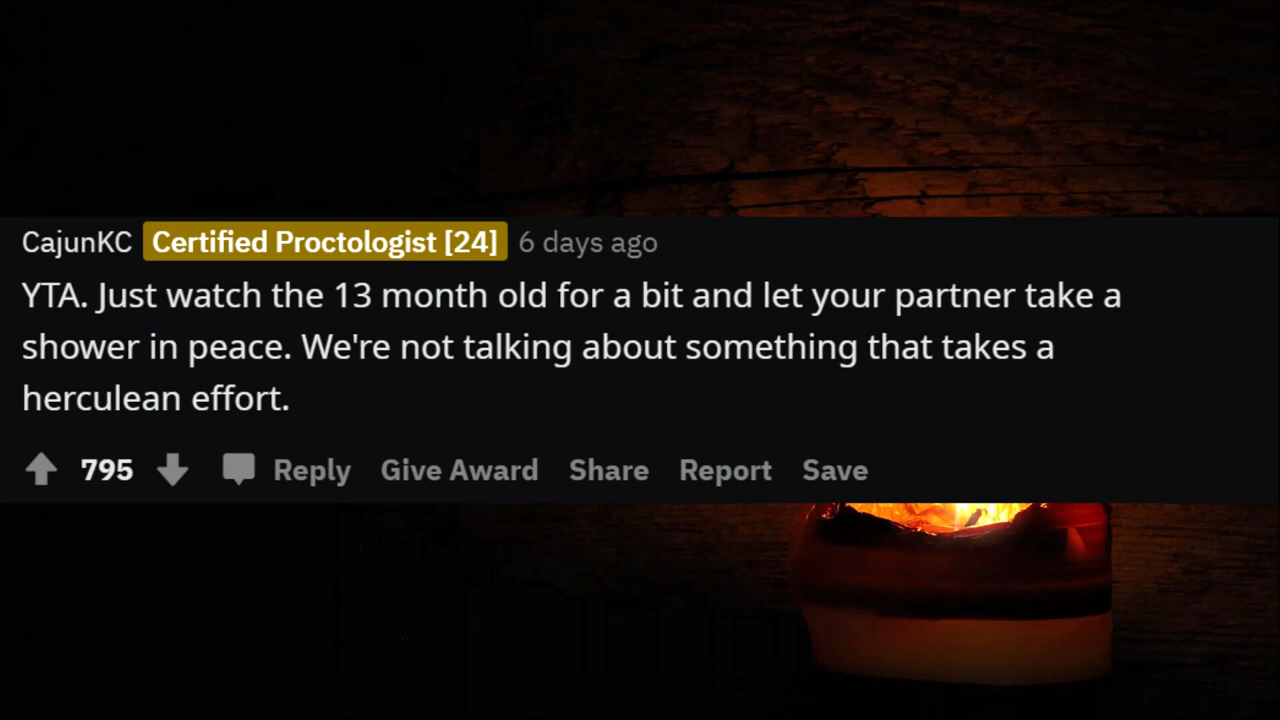 CajunKC Certified Proctologist [24] 6 days ago
YTA. Just watch the 13 month old for a bit and let your partner take a
shower in peace. We're not talking about something that takes a
herculean effort.
795 Reply Give Award Share Report Save